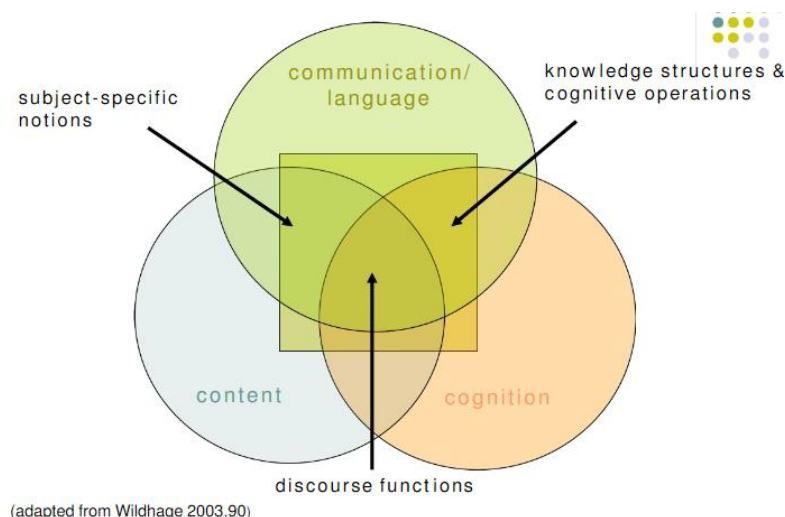 communication/
language
subject-specific
notions
knowledge structures &
cognitive operations
content
cognition
discourse functions
(adapted from Wildhage 2003.90)